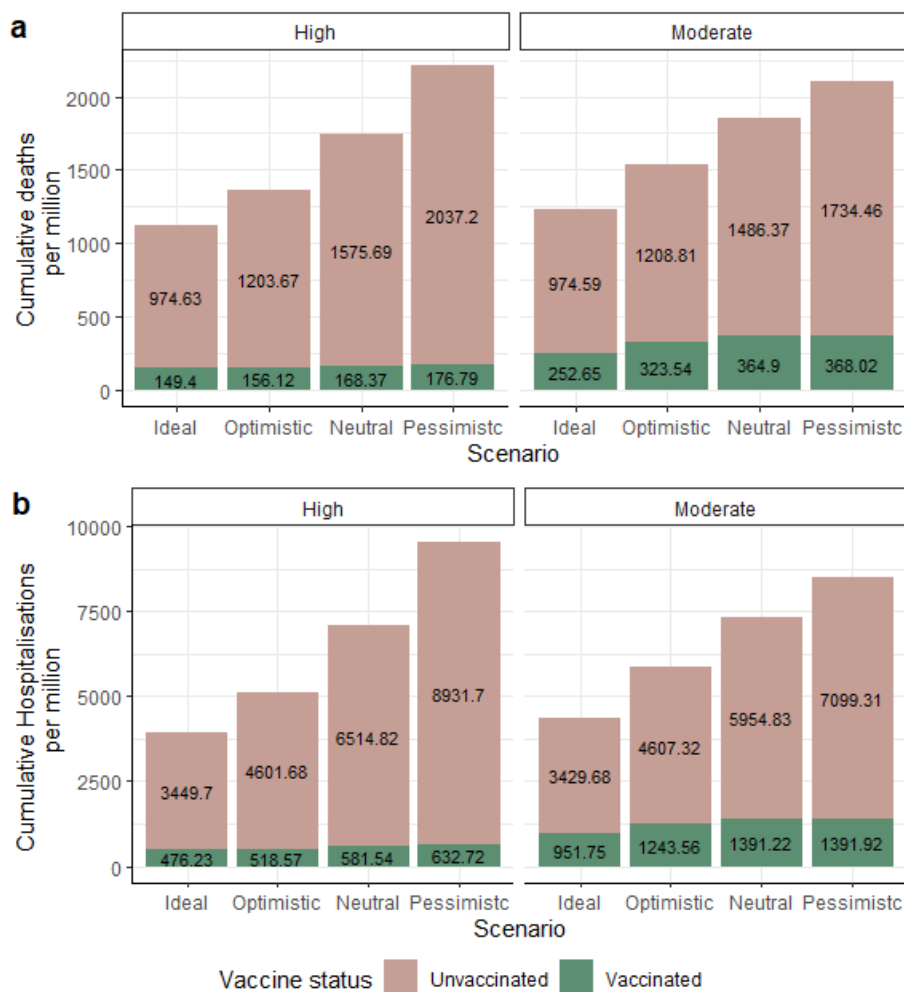 a
High Moderate
Cumulative deaths
per million
2000
1500
1000
500
0
974.63 1203.67 1575.69 2037.2 974.59 1208.81 1486.37 1734.46
149.4 156.12 168.37 176.79 252.65 323.54 364.9 368.02
Ideal Optimistic Neutral Pessimistc Ideal Optimistic Neutral Pessimistc
Scenario
b
High Moderate
Cumulative Hospitalisations
per million
10000
7500
5000
2500
0
3449.7 4601.68 6514.82 8931.7 3429.68 4607.32 5954.83 7099.31
476.23 518.57 581.54 632.72 951.75 1243.56 1391.22 1391.92
Ideal Optimistic Neutral Pessimistc Ideal Optimistic Neutral Pessimistc
Scenario
Vaccine status Unvaccinated Vaccinated